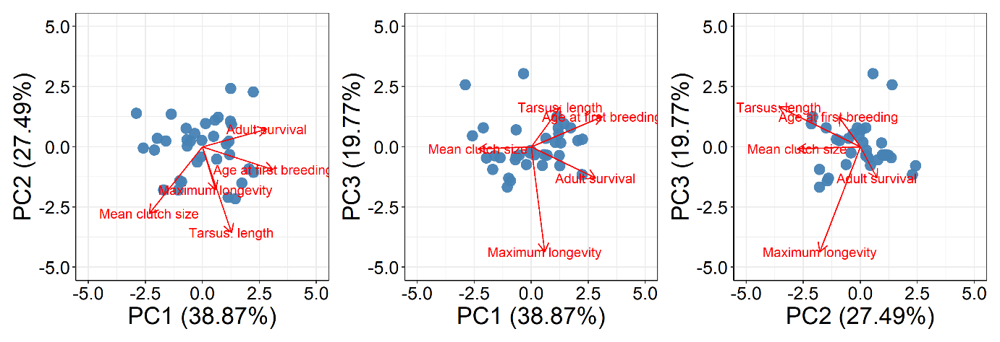 5.0
2.5
0.0
-2.5
-5.0
PC2 (27.49%)
Adult survival
Age at first breeding
Maximum longevity
Mean clutch size
Tarsus. length
-5.0 -2.5 0.0 2.5 5.0
PC1 (38.87%)
5.0
2.5
0.0
-2.5
-5.0
PC3 (19.77%)
Tarsus. length
Age at first breeding
Mean clutch size
Adult survival
Maximum longevity
-5.0 -2.5 0.0 2.5 5.0
PC1 (38.87%)
5.0
2.5
0.0
-2.5
-5.0
PC3 (19.77%)
Tarsus. length
Age at first breeding
Mean clutch size
Adult survival
Maximum longevity
-5.0 -2.5 0.0 2.5 5.0
PC2 (27.49%)